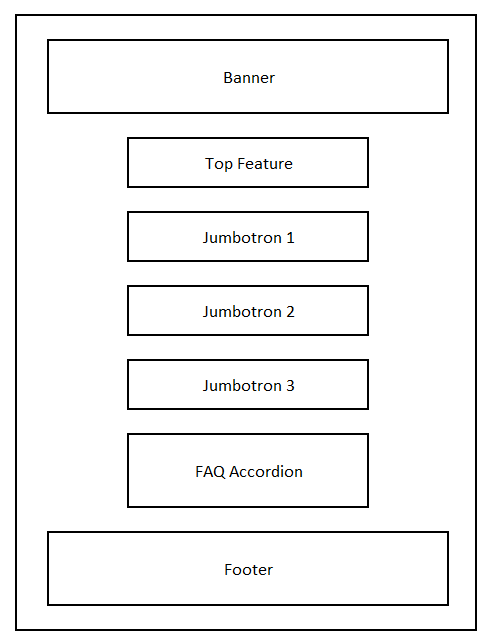 Banner
Top Feature
Jumbotron 1
Jumbotron 2
Jumbotron 3
FAQ Accordion
Footer